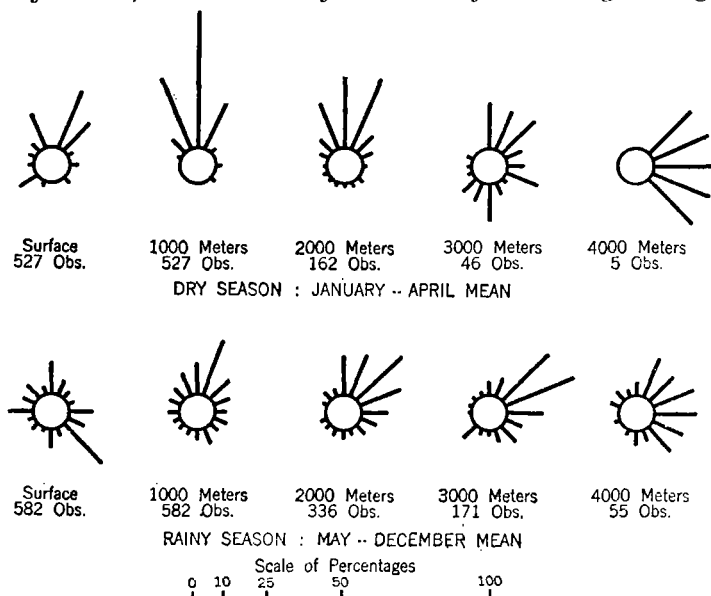 Surface 1000 Meters 2000 Meters 3000 Meters 4000 Meters
527 Obs. 527 Obs. 162 Obs. 46 Obs. 5 Obs.
DRY SEASON : JANUARY -- APRIL MEAN
Surface 1000 Meters 2000 Meters 3000 Meters 4000 Meters
582 Obs. 582 Obs. 336 Obs. 171 Obs. 55 Obs.
RAINY SEASON : MAY -- DECEMBER MEAN
Scale of Percentages
0 10 25 50 100